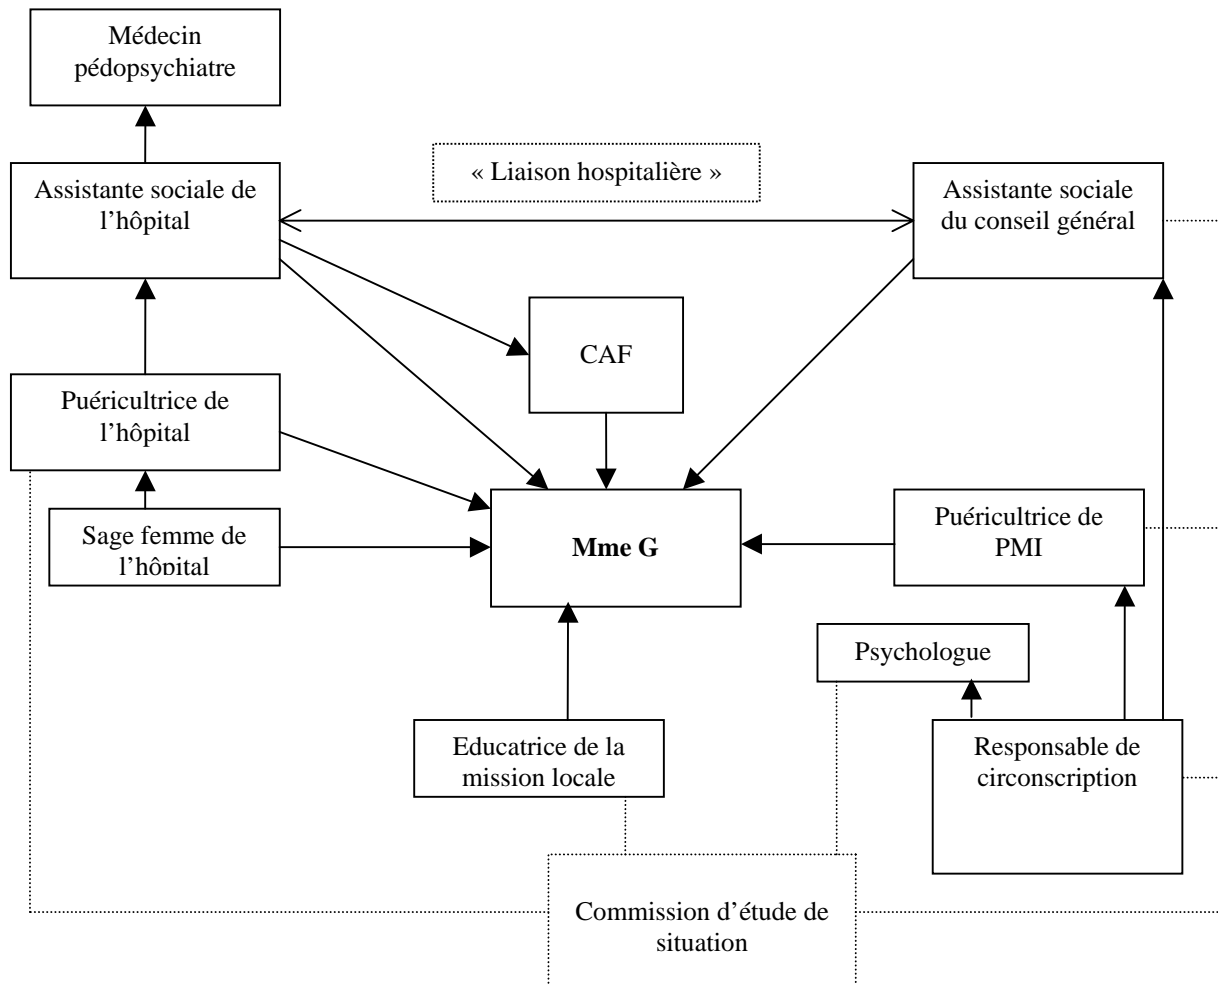 Médecin
pédopsychiatre
« Liaison hospitalière »
Assistante sociale de
l’hôpital
Assistante sociale
du conseil général
CAF
Puéricultrice de
l’hôpital
Sage femme de
l’hôpital
Mme G
Puéricultrice de
PMI
Psychologue
Educatrice de la
mission locale
Responsable de
circonscription
Commission d’étude de
situation